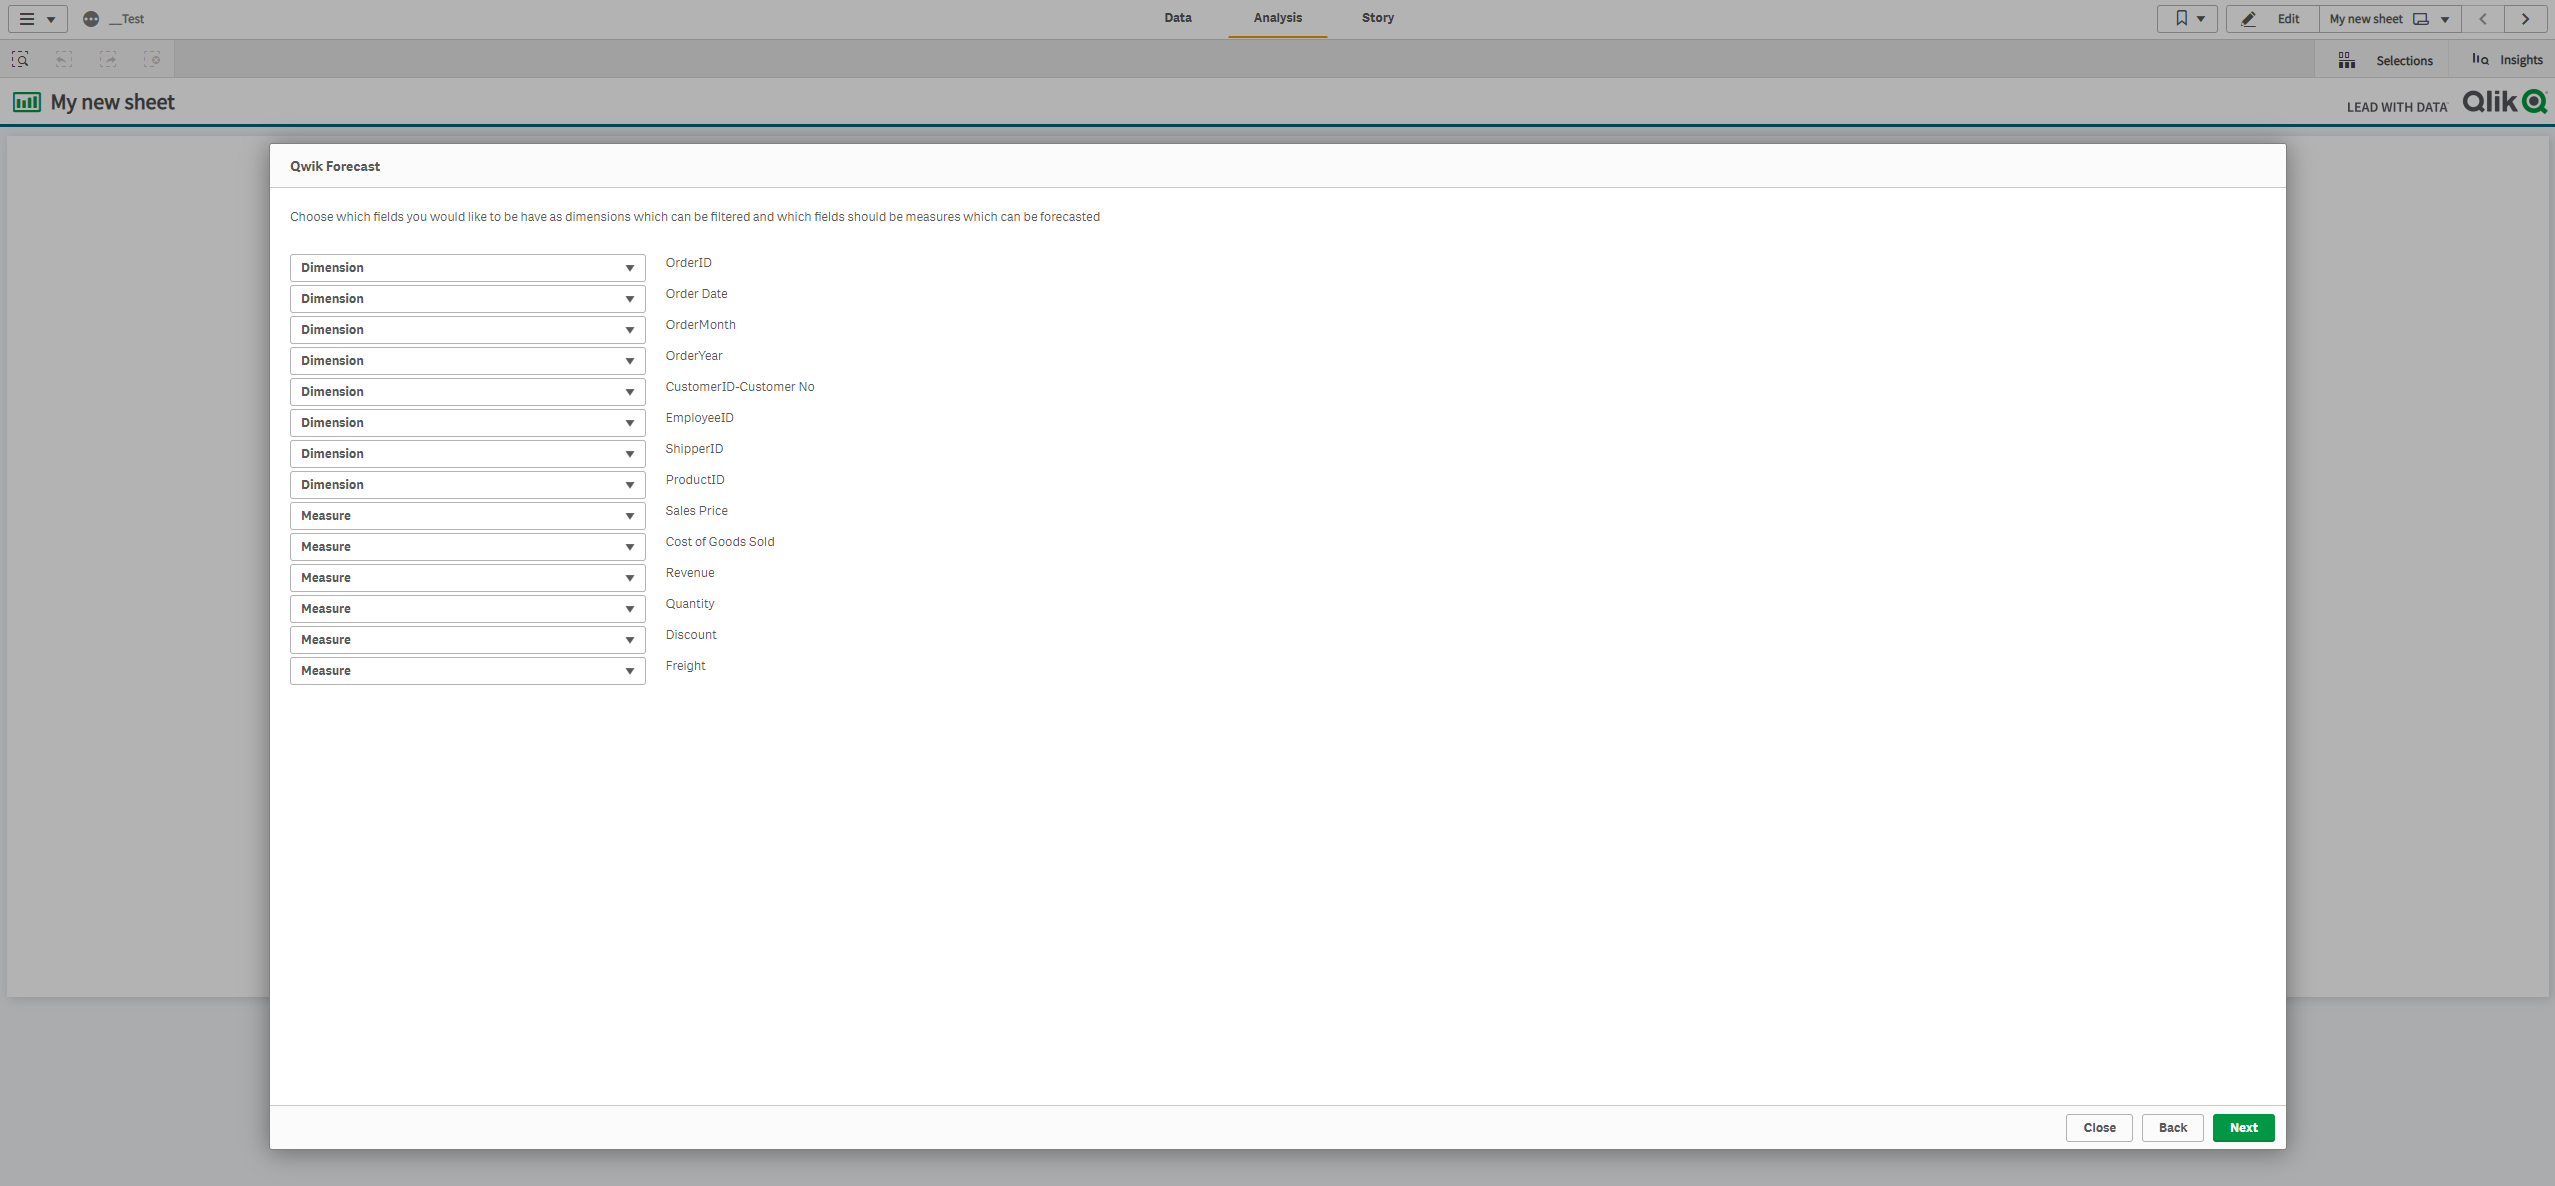 __Test
Data
Analysis
Story
Edit
My new sheet
Selections
Insights
My new sheet
LEAD WITH DATA
Qlik
Qwik Forecast
Choose which fields you would like to be have as dimensions which can be filtered and which fields should be measures which can be forecasted
Dimension OrderID
Dimension Order Date
Dimension OrderMonth
Dimension OrderYear
Dimension CustomerID-Customer No
Dimension EmployeeID
Dimension ShipperID
Dimension ProductID
Measure Sales Price
Measure Cost of Goods Sold
Measure Revenue
Measure Quantity
Measure Discount
Measure Freight
Close
Back
Next